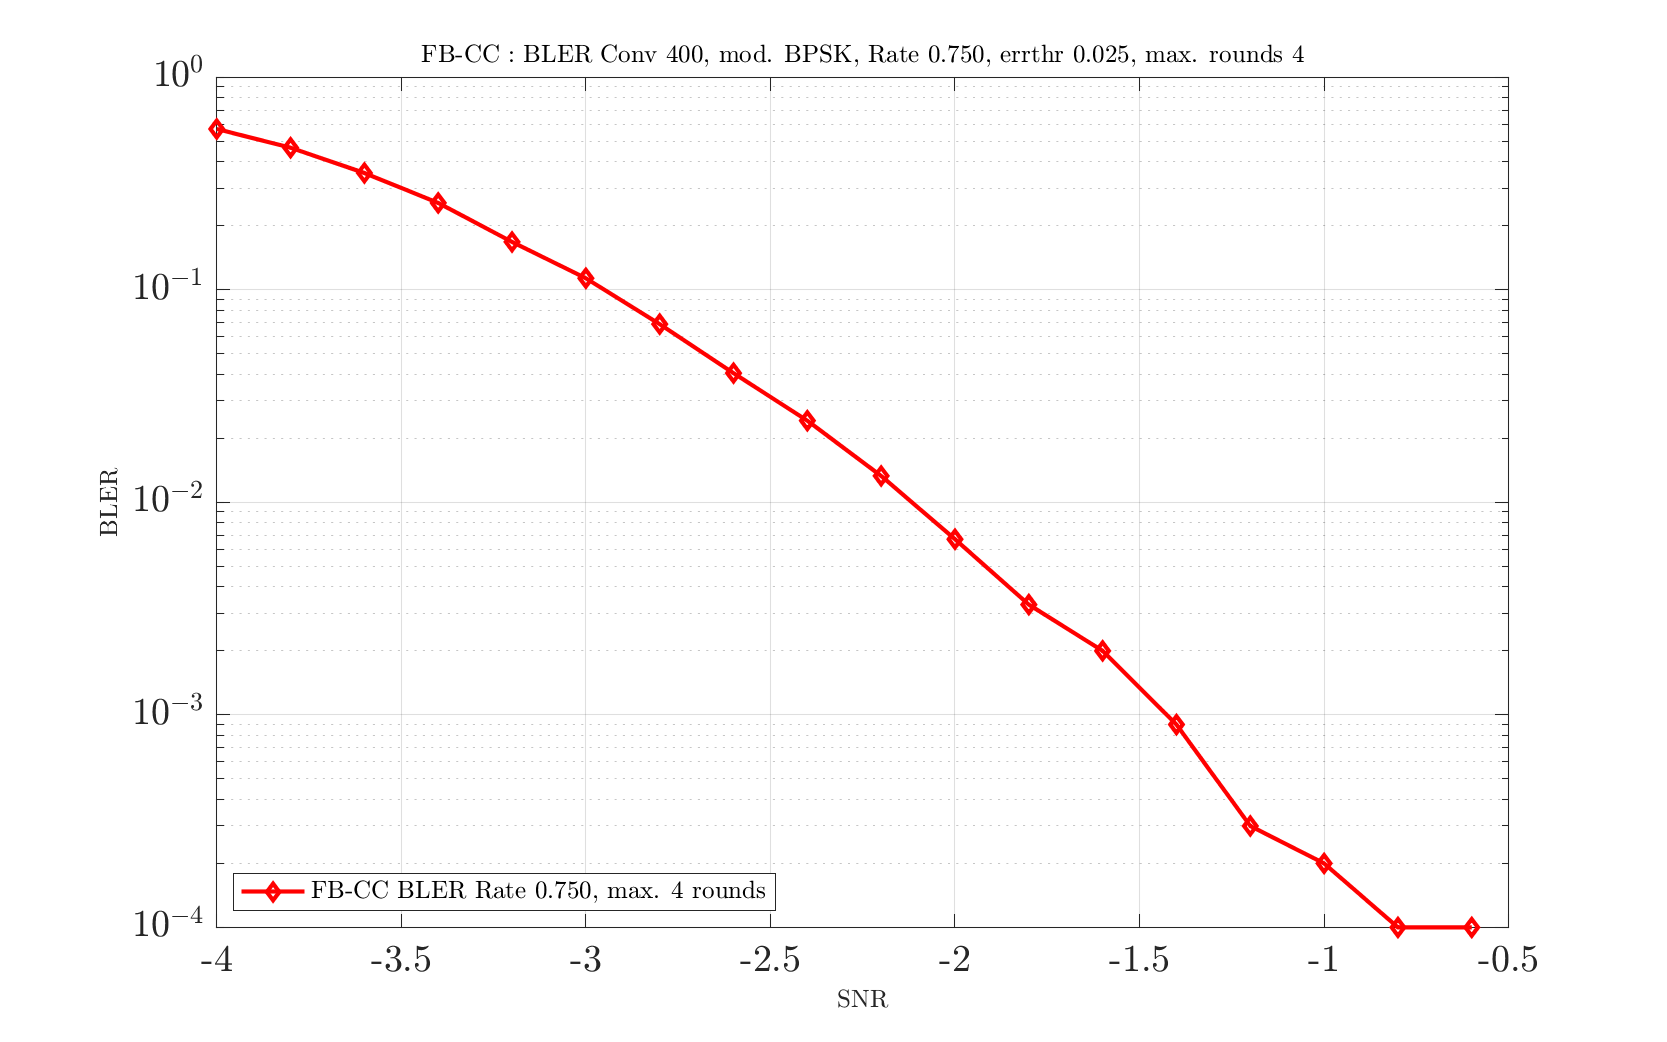 FB-CC : BLER Conv 400, mod. BPSK, Rate 0.750, errthr 0.025, max. rounds 4
10^0
10^-1
10^-2
10^-3
10^-4
BLER
FB-CC BLER Rate 0.750, max. 4 rounds
-4 -3.5 -3 -2.5 -2 -1.5 -1 -0.5
SNR